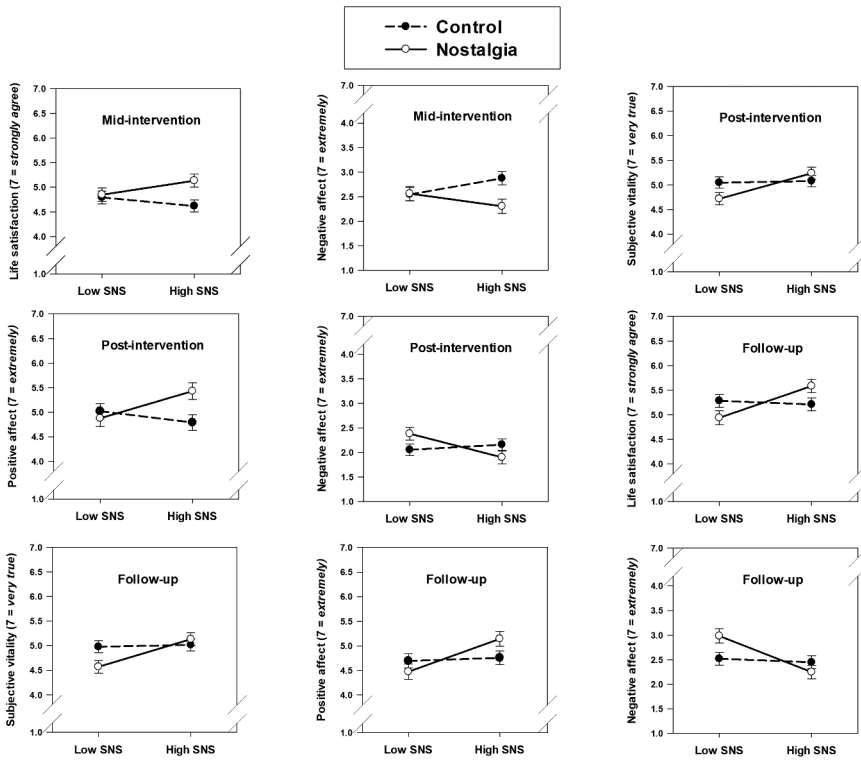 Control
Nostalgia
Life satisfaction (7 = strongly agree)
7.0
6.5
6.0
5.5
5.0
4.5
4.0
1.0
Mid-intervention
Low SNS High SNS
Negative affect (7 = extremely)
7.0
4.0
3.5
3.0
2.5
2.0
1.5
1.0
Mid-intervention
Low SNS High SNS
Subjective vitality (7 = very true)
7.0
6.5
6.0
5.5
5.0
4.5
4.0
1.0
Post-intervention
Low SNS High SNS
Positive affect (7 = extremely)
7.0
6.5
6.0
5.5
5.0
4.5
4.0
1.0
Post-intervention
Low SNS High SNS
Negative affect (7 = extremely)
7.0
4.0
3.5
3.0
2.5
2.0
1.5
1.0
Post-intervention
Low SNS High SNS
Life satisfaction (7 = strongly agree)
7.0
6.5
6.0
5.5
5.0
4.5
4.0
1.0
Follow-up
Low SNS High SNS
Subjective vitality (7 = very true)
7.0
6.5
6.0
5.5
5.0
4.5
4.0
1.0
Follow-up
Low SNS High SNS
Positive affect (7 = extremely)
7.0
6.5
6.0
5.5
5.0
4.5
4.0
1.0
Follow-up
Low SNS High SNS
Negative affect (7 = extremely)
7.0
4.0
3.5
3.0
2.5
2.0
1.5
1.0
Follow-up
Low SNS High SNS